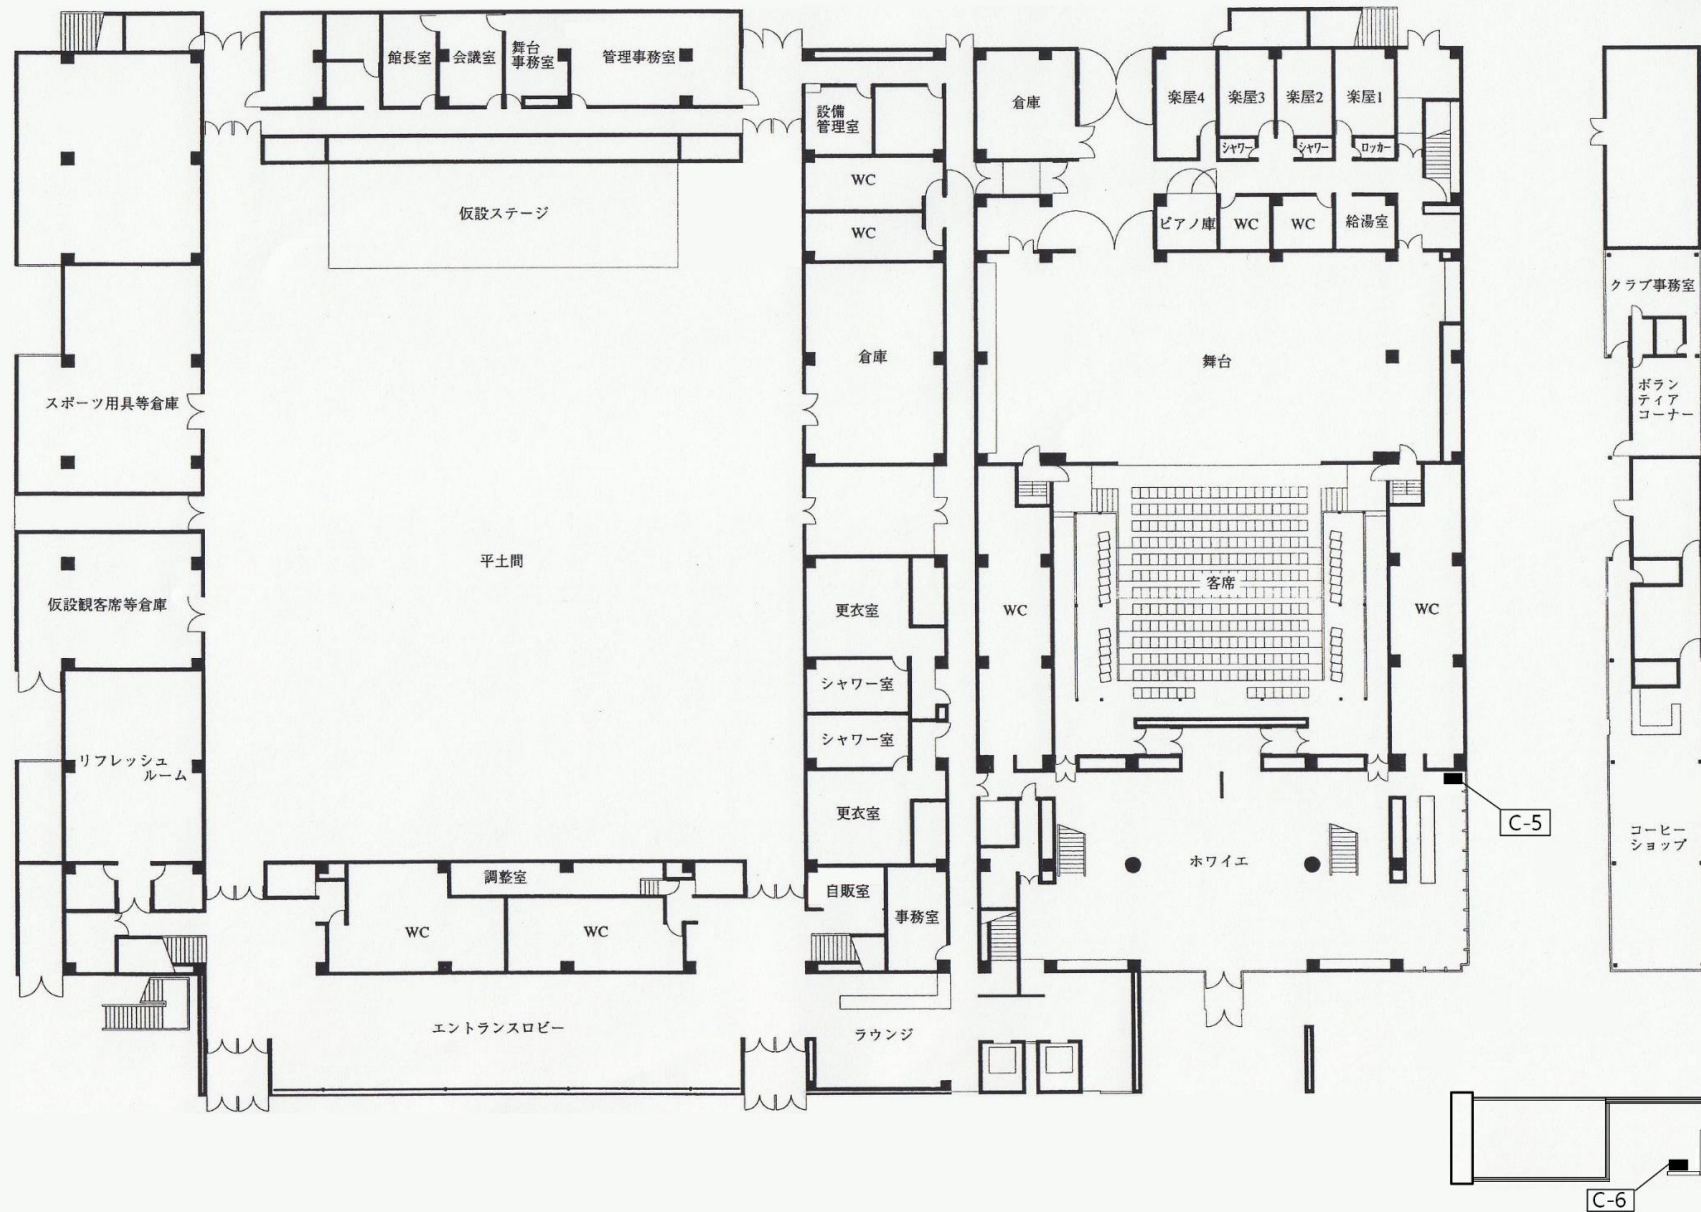 館長室
会議室
舞台
事務室
管理事務室
設備
管理室
倉庫
楽屋4
楽屋3
楽屋2
楽屋1
シャワー
シャワー
ロッカー
WC
WC
仮設ステージ
ピアノ庫
WC
WC
給湯室
クラブ事務室
倉庫
舞台
スポーツ用具等倉庫
ボラン
ティア
コーナー
平土間
客席
仮設観客席等倉庫
更衣室
WC
WC
シャワー室
シャワー室
リフレッシュ
ルーム
更衣室
C-5
コーヒー
ショップ
ホワイエ
調整室
自販室
事務室
WC
WC
エントランスロビー
ラウンジ
C-6